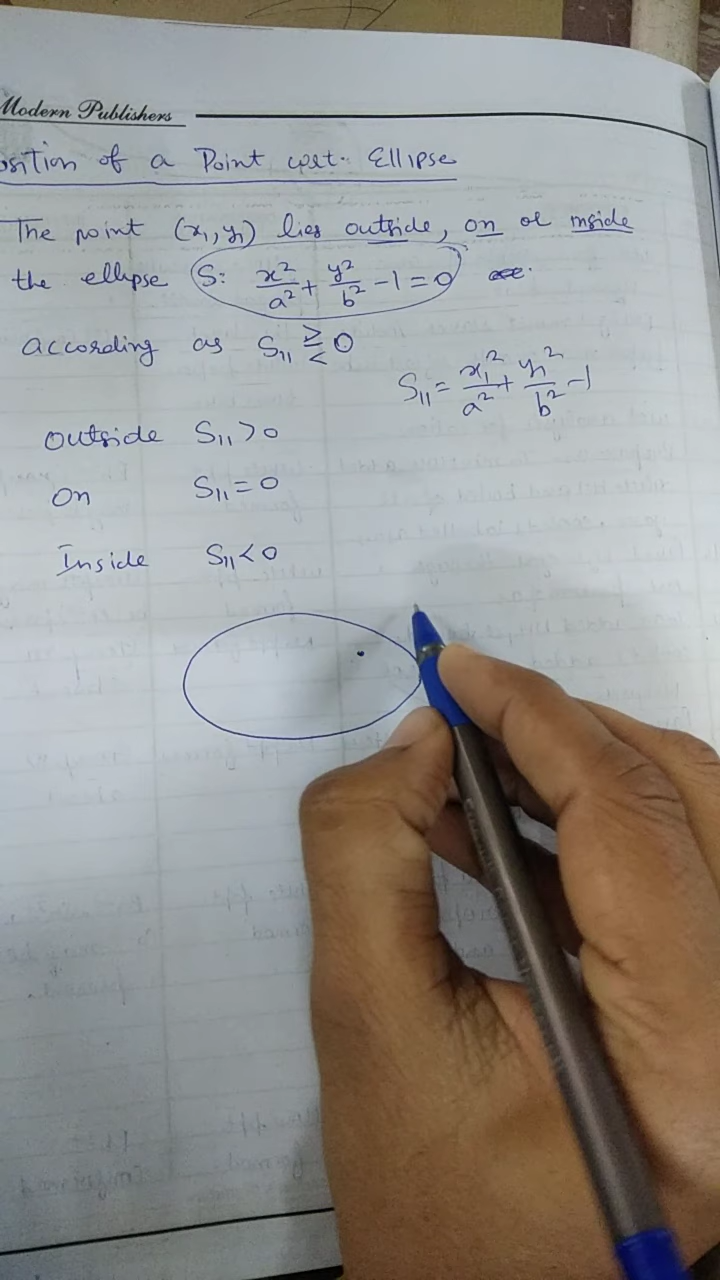 Modern Publishers
osition of a Point wrt. Ellipse
The point (x₁, y₁) lies outside, on or inside
the ellipse S: x²/a² + y²/b² - 1 = 0
according as S₁₁ ⪌ 0
S₁₁ = x₁²/a² + y₁²/b² - 1
outside S₁₁ > 0
On S₁₁ = 0
Inside S₁₁ < 0